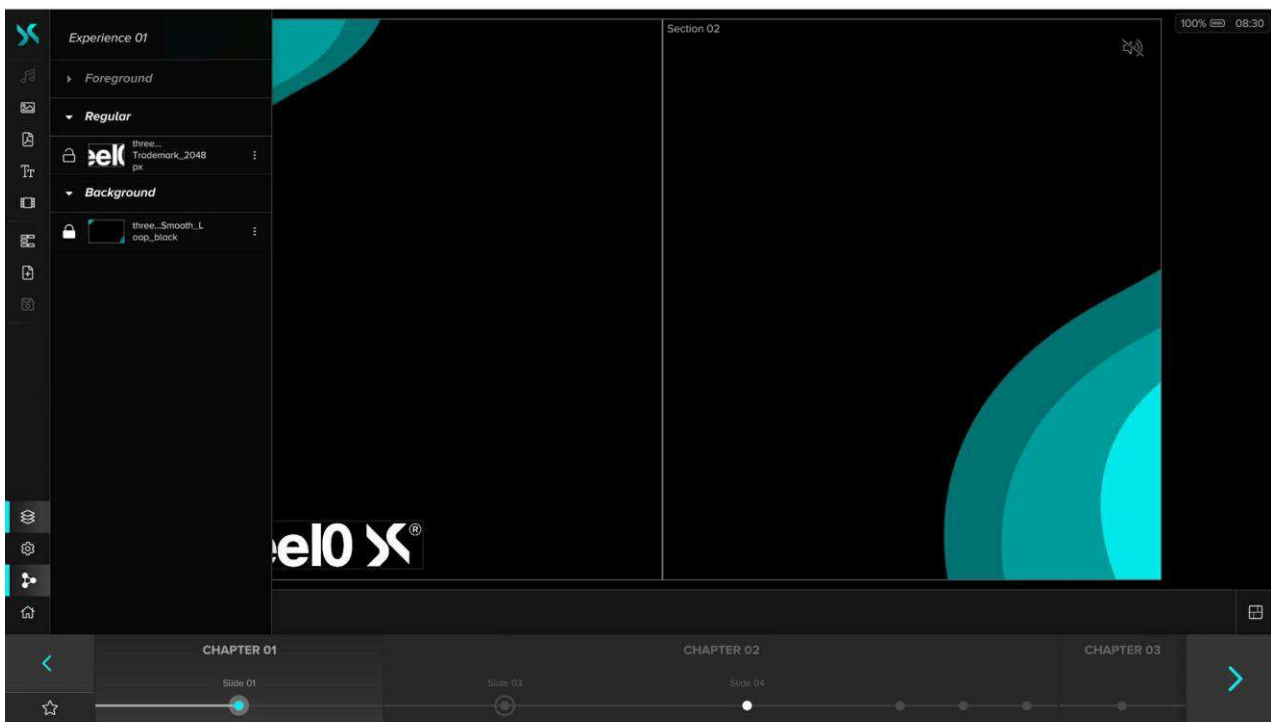 Experience 01
Section 02
100% 08:30
Foreground
Regular
three...
Trademark_2048
px
Background
three...Smooth_L
oop_black
eel0 ®
CHAPTER 01
CHAPTER 02
CHAPTER 03
Slide 01
Slide 03
Slide 04